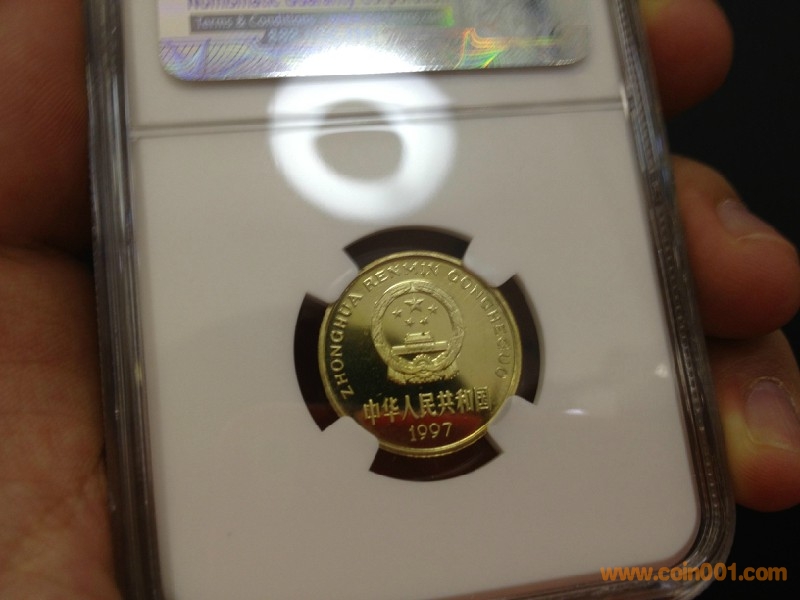 Terms & Conditions
ZHONGHUA RENMIN GONGHEGUO
中华人民共和国
1997
www.coin001.com